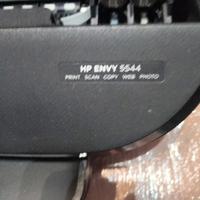 HP ENVY 5544
PRINT SCAN COPY WEB PHOTO